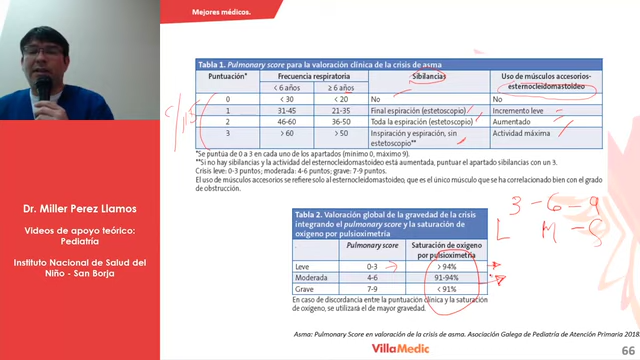 Mejores médicos.
Tabla 1. Pulmonary score para la valoración clínica de la crisis de asma
Puntuación* Frecuencia respiratoria Sibilancias Uso de músculos accesorios-esternocleidomastoideo
< 6 años ≥ 6 años
0 < 30 < 20 No No
1 31-45 21-35 Final espiración (estetoscopio) Incremento leve
2 46-60 36-50 Toda la espiración (estetoscopio) Aumentado
3 > 60 > 50 Inspiración y espiración, sin estetoscopio** Actividad máxima
*Se puntúa de 0 a 3 en cada uno de los apartados (mínimo 0, máximo 9).
**Si no hay sibilancias y la actividad del esternocleidomastoideo está aumentada, puntuar el apartado sibilancias con un 3.
Crisis leve: 0-3 puntos; moderada: 4-6 puntos; grave: 7-9 puntos.
El uso de músculos accesorios se refiere solo al esternocleidomastoideo, que es el único músculo que se ha correlacionado bien con el grado
de obstrucción.
3 - 6 - 9
L M - S
Dr. Miller Perez Llamos
Videos de apoyo teórico:
Pediatría
Instituto Nacional de Salud del
Niño - San Borja
Tabla 2. Valoración global de la gravedad de la crisis
integrando el pulmonary score y la saturación
de oxígeno por pulsioximetría
Pulmonary score Saturación de oxígeno
por pulsioximetría
Leve 0-3 > 94%
Moderada 4-6 91-94%
Grave 7-9 < 91%
En caso de discordancia entre la puntuación clínica y la saturación
de oxígeno, se utilizará el de mayor gravedad.
Asma: Pulmonary Score en valoración de la crisis de asma. Asociación Galega de Pediatría de Atención Primaria 2018.
VillaMedic
66